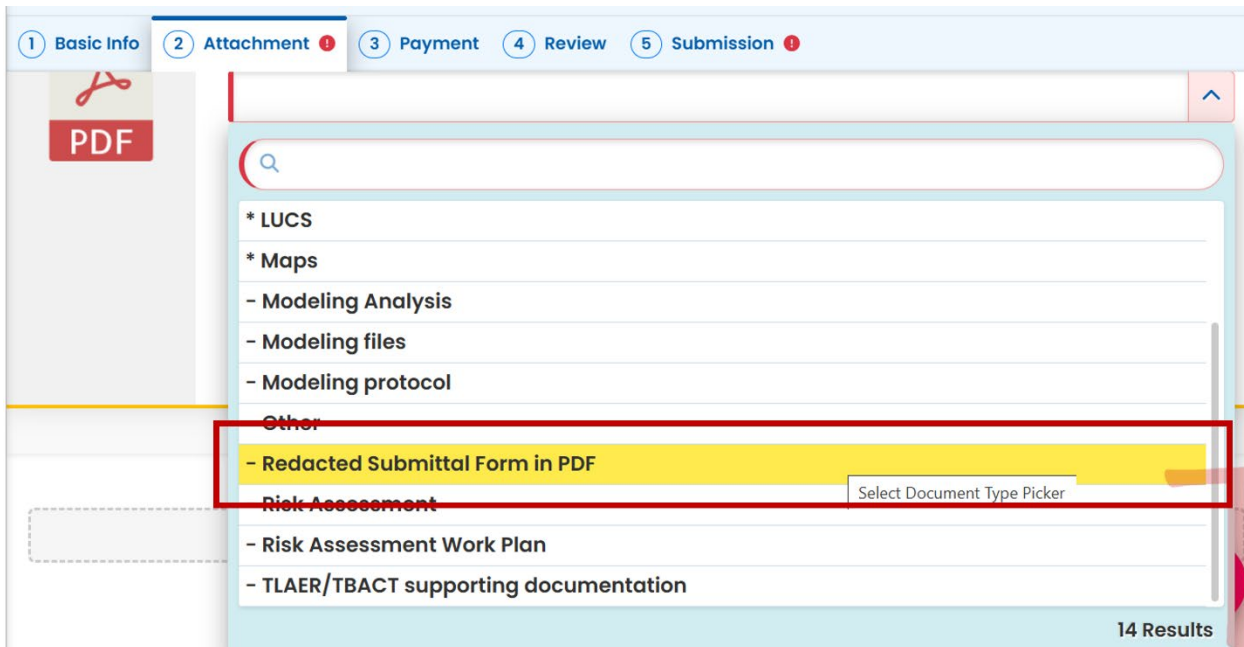 1 Basic Info 2 Attachment ! 3 Payment 4 Review 5 Submission !
PDF
* LUCS
* Maps
- Modeling Analysis
- Modeling files
- Modeling protocol
- Other
- Redacted Submittal Form in PDF
- Risk Assessment
Select Document Type Picker
- Risk Assessment Work Plan
- TLAER/TBACT supporting documentation
14 Results